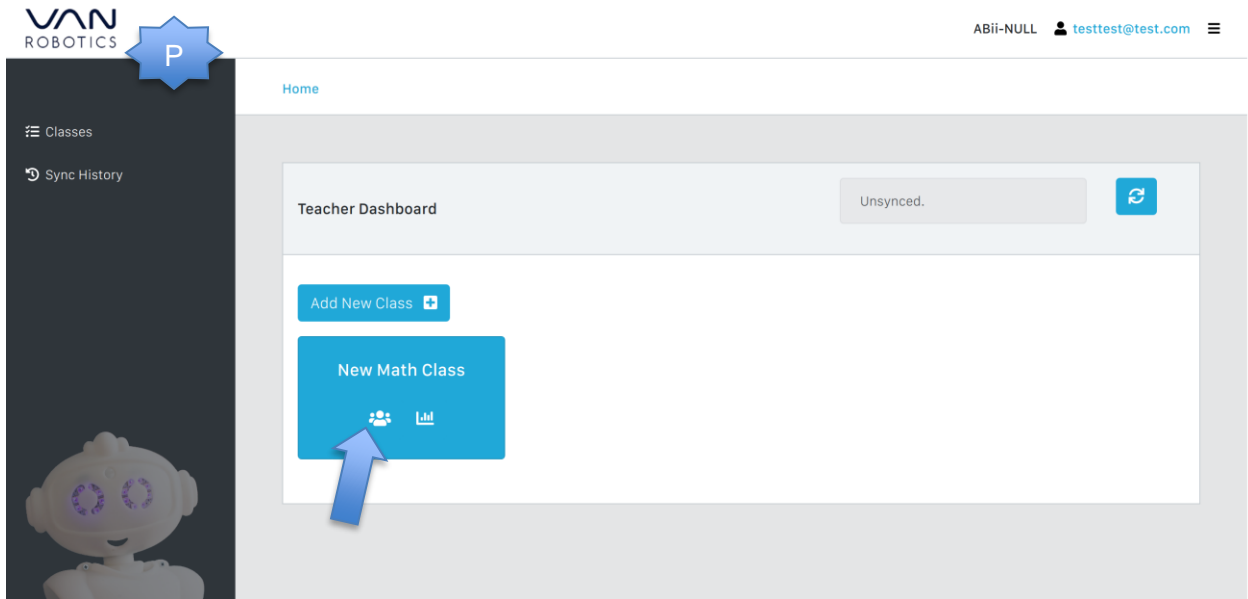 VAN
ROBOTICS
P
ABii-NULL testtest@test.com
Home
Classes
Sync History
Teacher Dashboard
Unsynced.
Add New Class
New Math Class